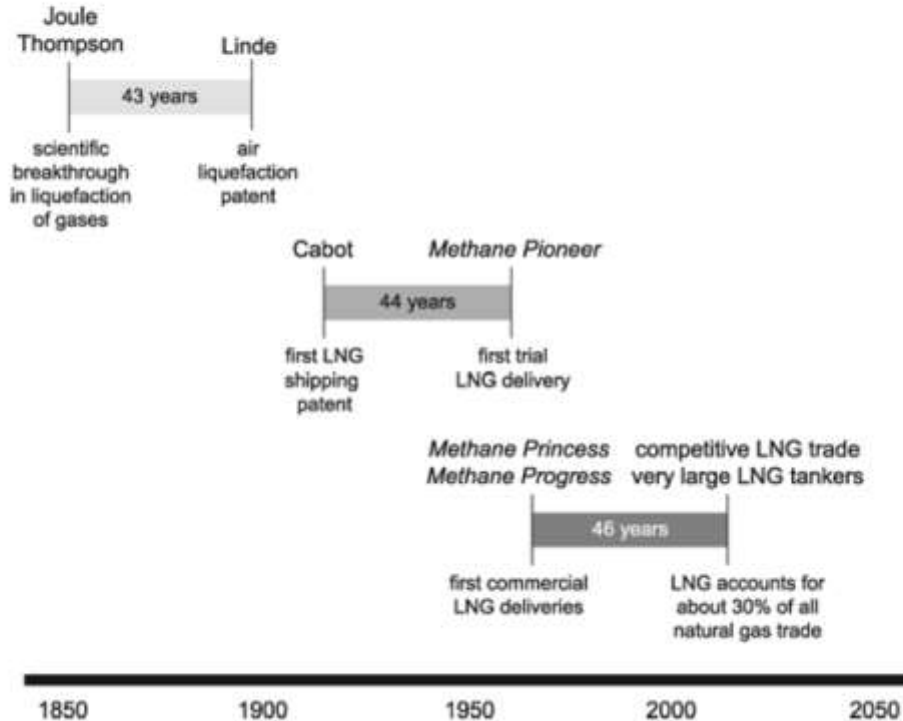 Joule
Thompson
Linde
43 years
scientific
breakthrough
in liquefaction
of gases
air
liquefaction
patent
Cabot
Methane Pioneer
44 years
first LNG
shipping
patent
first trial
LNG delivery
Methane Princess
Methane Progress
competitive LNG trade
very large LNG tankers
46 years
first commercial
LNG deliveries
LNG accounts for
about 30% of all
natural gas trade
1850
1900
1950
2000
2050